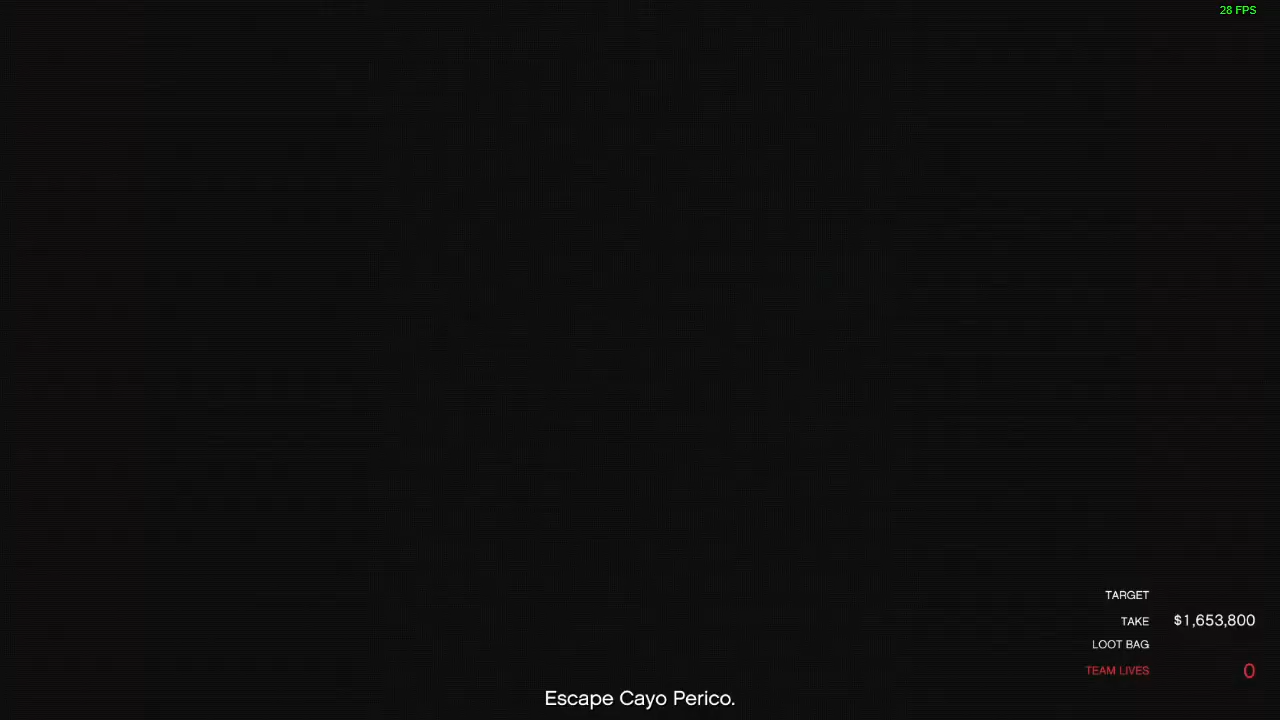 28 FPS
TARGET
TAKE $1,653,800
LOOT BAG
TEAM LIVES 0
Escape Cayo Perico.